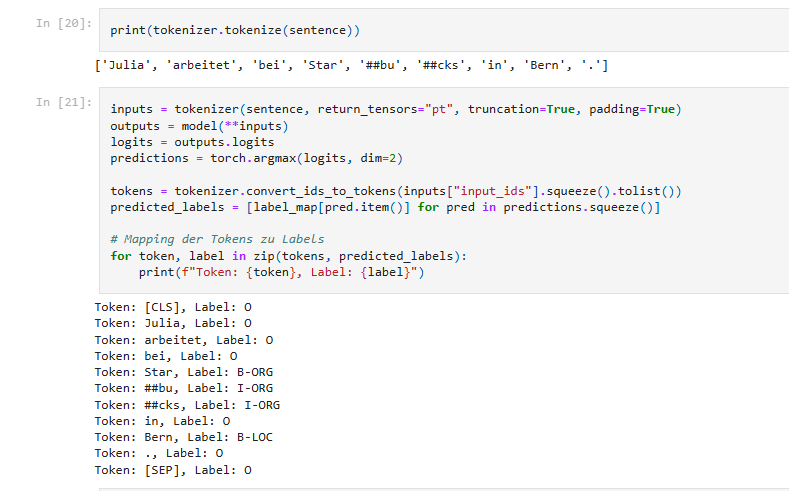 In [20]:
print(tokenizer.tokenize(sentence))
['Julia', 'arbeitet', 'bei', 'Star', '##bu', '##cks', 'in', 'Bern', '.']
In [21]:
inputs = tokenizer(sentence, return_tensors="pt", truncation=True, padding=True)
outputs = model(**inputs)
logits = outputs.logits
predictions = torch.argmax(logits, dim=2)
tokens = tokenizer.convert_ids_to_tokens(inputs["input_ids"].squeeze().tolist())
predicted_labels = [label_map[pred.item()] for pred in predictions.squeeze()]
# Mapping der Tokens zu Labels
for token, label in zip(tokens, predicted_labels):
    print(f"Token: {token}, Label: {label}")
Token: [CLS], Label: O
Token: Julia, Label: O
Token: arbeitet, Label: O
Token: bei, Label: O
Token: Star, Label: B-ORG
Token: ##bu, Label: I-ORG
Token: ##cks, Label: I-ORG
Token: in, Label: O
Token: Bern, Label: B-LOC
Token: ., Label: O
Token: [SEP], Label: O